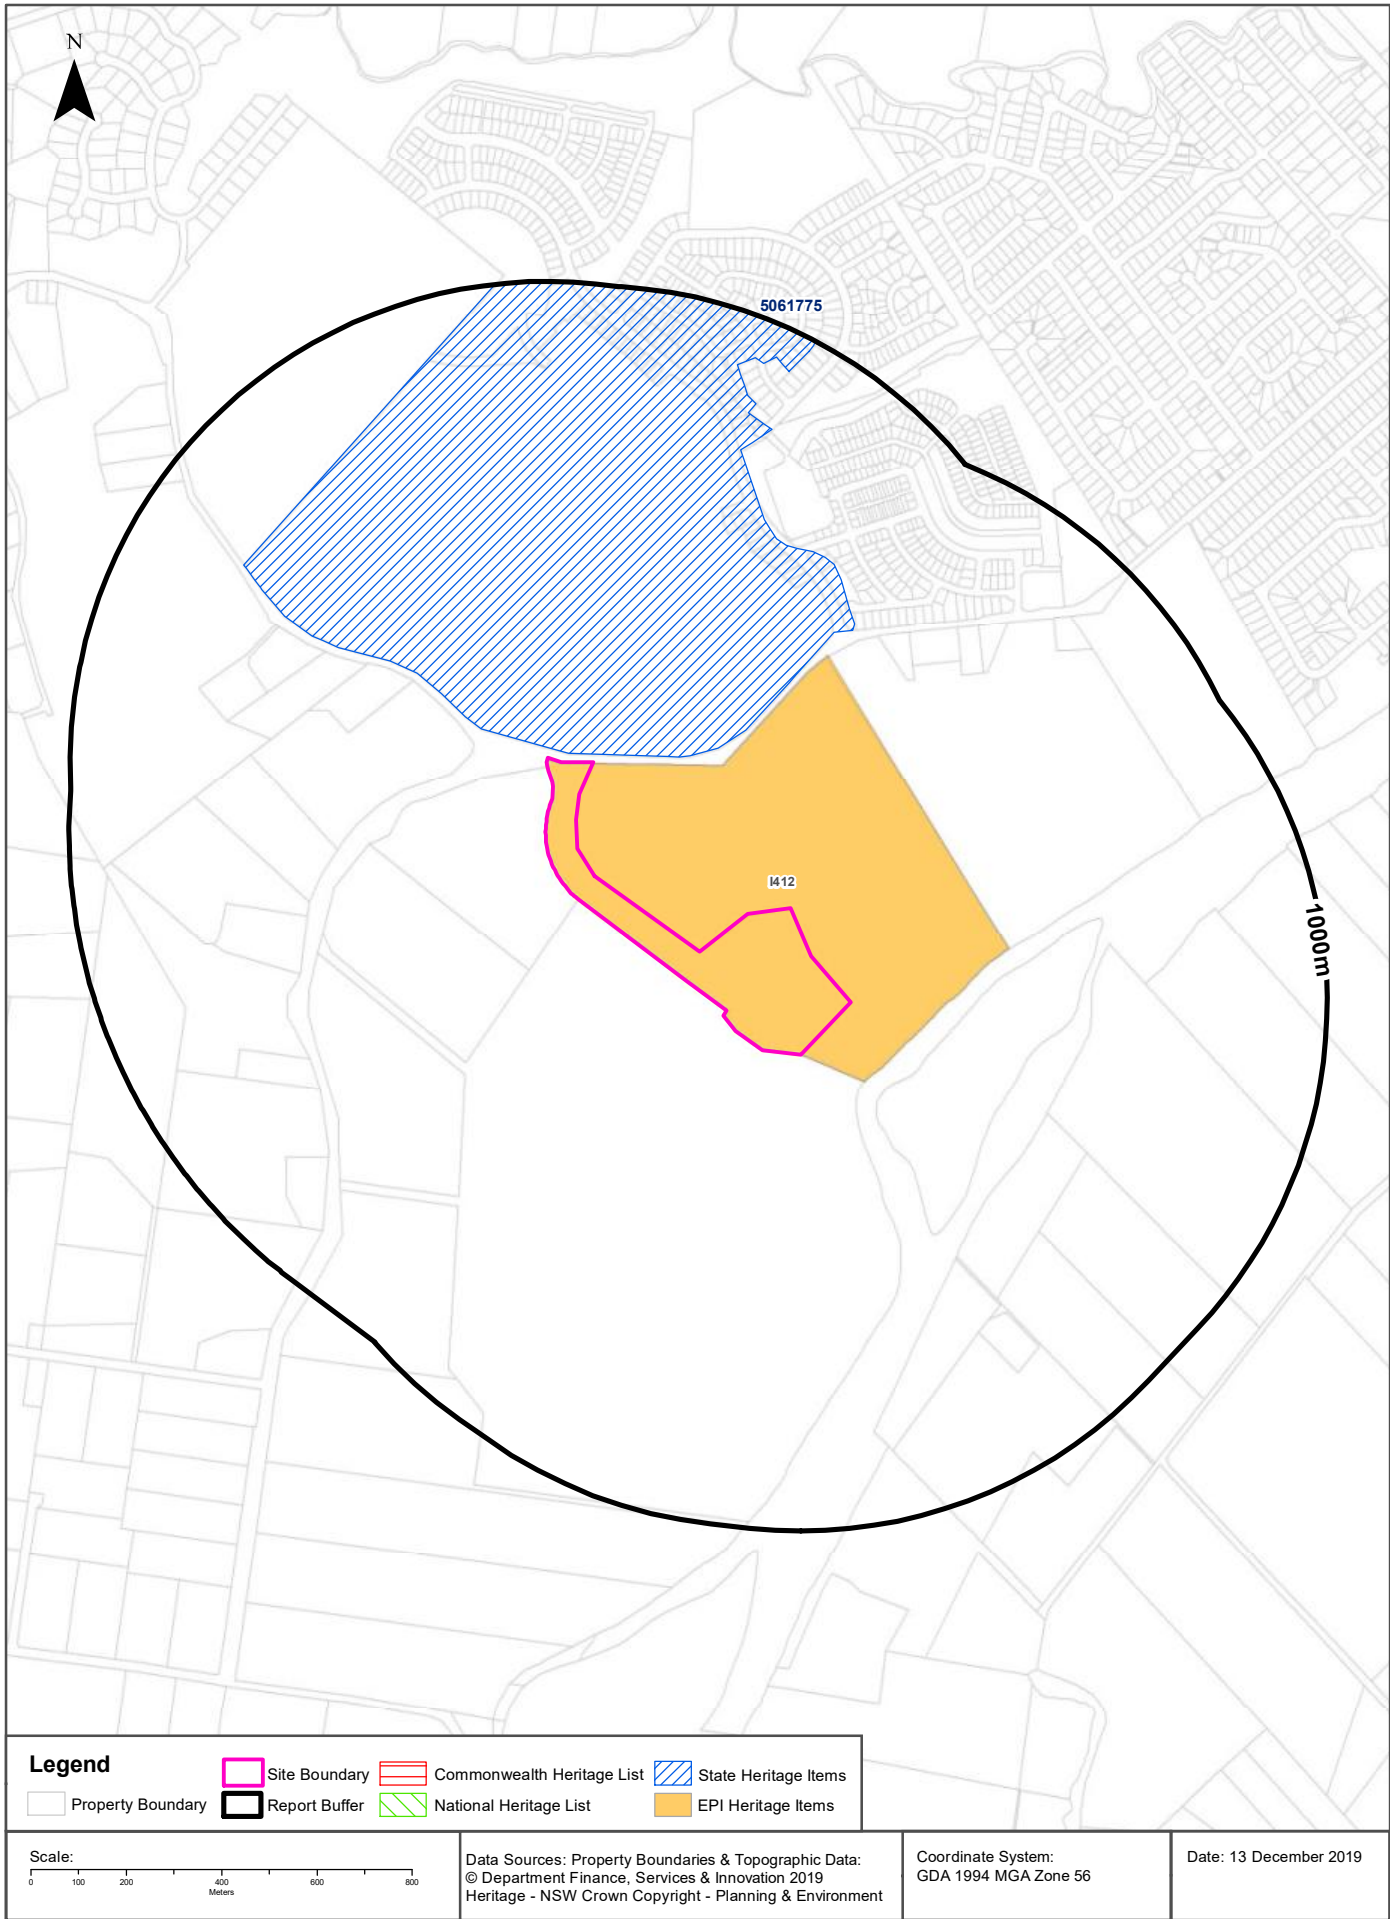 N
5061775
I412
1000m
Legend
Property Boundary
Site Boundary
Report Buffer
Commonwealth Heritage List
National Heritage List
State Heritage Items
EPI Heritage Items
Scale:
0 100 200 400 600 800
Meters
Data Sources: Property Boundaries & Topographic Data:
© Department Finance, Services & Innovation 2019
Heritage - NSW Crown Copyright - Planning & Environment
Coordinate System:
GDA 1994 MGA Zone 56
Date: 13 December 2019